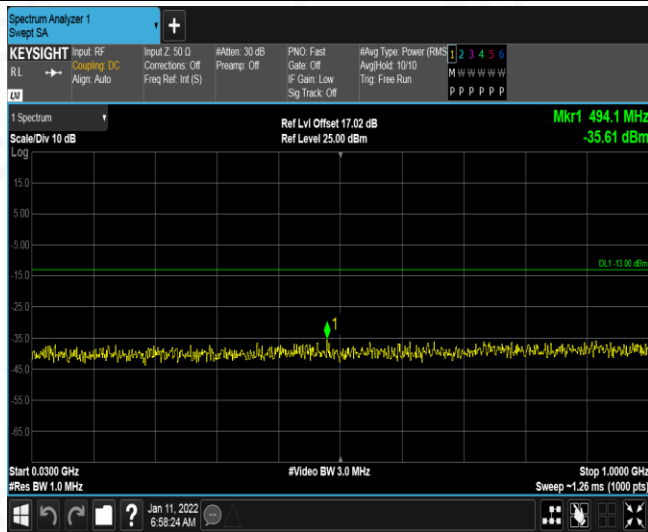 Spectrum Analyzer 1
Swept SA
+
KEYSIGHT Input: RF Input Z: 50 Ω #Atten: 30 dB PNO: Fast #Avg Type: Power (RMS 1 2 3 4 5 6
RL Coupling: DC Corrections: Off Preamp: Off Gate: Off Avg|Hold: 10/10 M W W W W W
Align: Auto Freq Ref: Int (S) IF Gain: Low Trig: Free Run
LXI Sig Track: Off P P P P P P
1 Spectrum Ref Lvl Offset 17.02 dB Mkr1 494.1 MHz
Scale/Div 10 dB Ref Level 25.00 dBm -35.61 dBm
Log
15.0
5.00
-5.00
DL1 -13.00 dBm
-15.0
-25.0
1
-35.0
-45.0
-55.0
-65.0
Start 0.0300 GHz #Video BW 3.0 MHz Stop 1.0000 GHz
#Res BW 1.0 MHz Sweep ~1.26 ms (1000 pts)
? Jan 11, 2022
6:58:24 AM